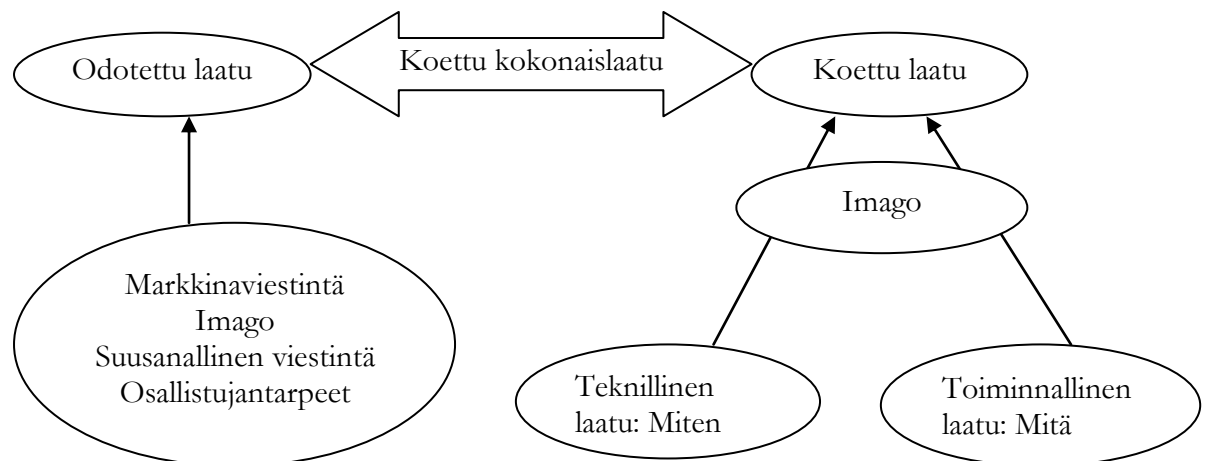 Odotettu laatu
Koettu kokonaislaatu
Koettu laatu
Imago
Markkinaviestintä
Imago
Suusanallinen viestintä
Osallistujantarpeet
Teknillinen
laatu: Miten
Toiminnallinen
laatu: Mitä